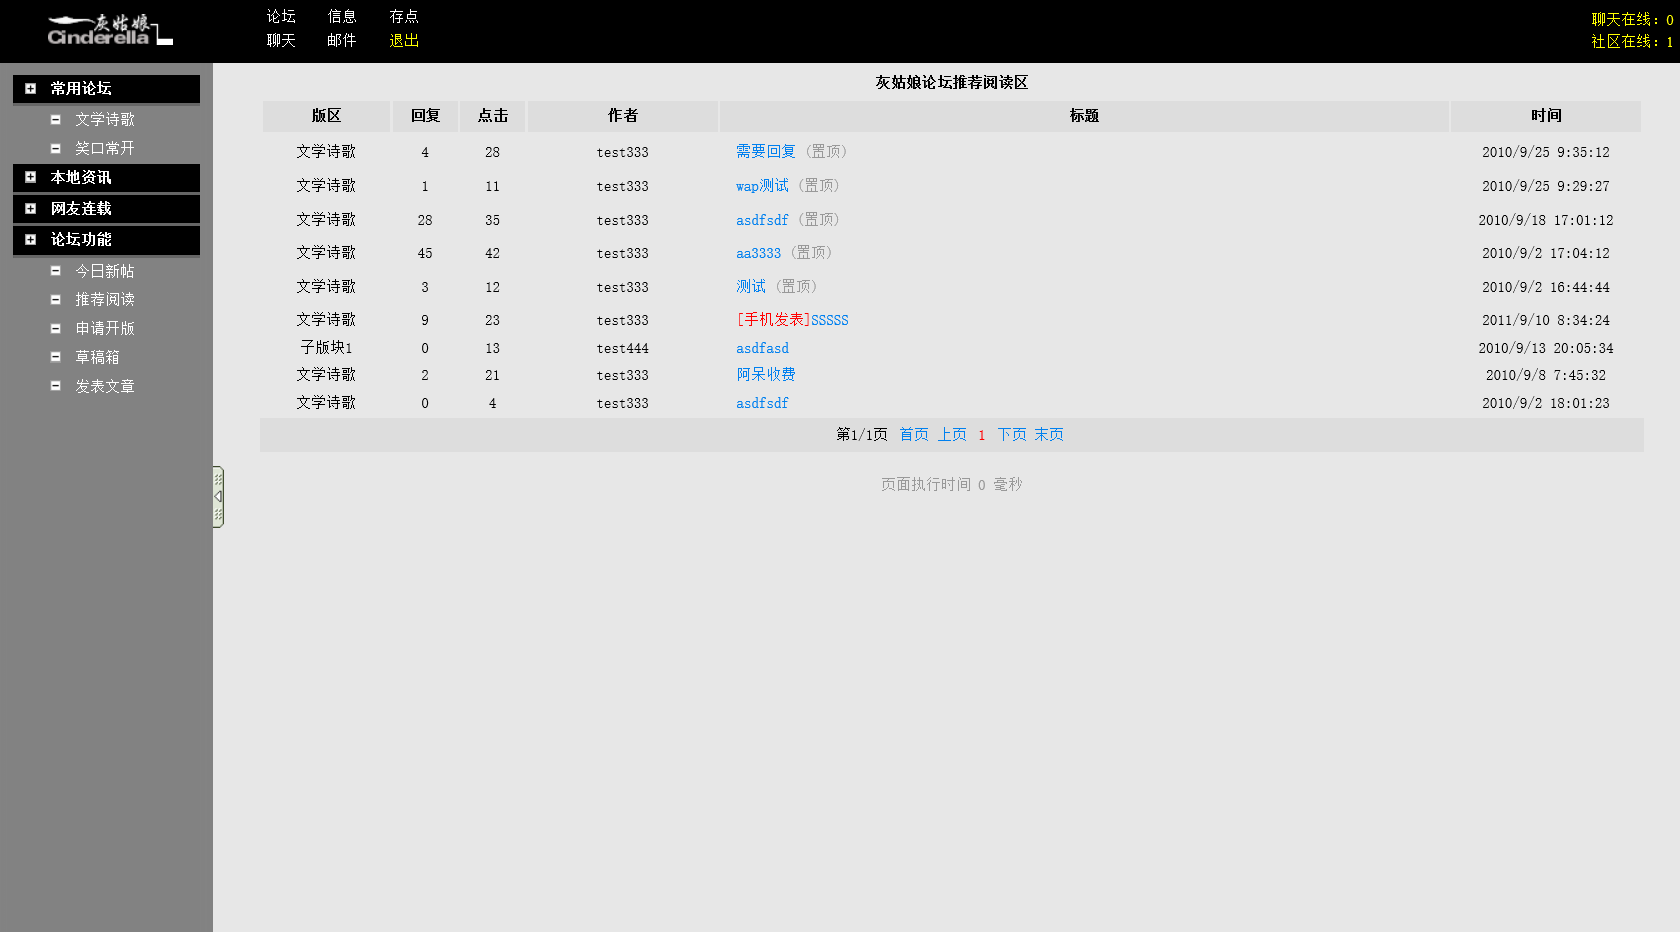 灰姑娘
Cinderella
论坛 信息 存点
聊天 邮件 退出
聊天在线: 0
社区在线: 1
常用论坛
文学诗歌
笑口常开
本地资讯
网友连载
论坛功能
今日新帖
推荐阅读
申请开版
草稿箱
发表文章
灰姑娘论坛推荐阅读区
版区 回复 点击 作者 标题 时间
文学诗歌 4 28 test333 需要回复 (置顶) 2010/9/25 9:35:12
文学诗歌 1 11 test333 wap测试 (置顶) 2010/9/25 9:29:27
文学诗歌 28 35 test333 asdfsdf (置顶) 2010/9/18 17:01:12
文学诗歌 45 42 test333 aa3333 (置顶) 2010/9/2 17:04:12
文学诗歌 3 12 test333 测试 (置顶) 2010/9/2 16:44:44
文学诗歌 9 23 test333 [手机发表]SSSSS 2011/9/10 8:34:24
子版块1 0 13 test444 asdfasd 2010/9/13 20:05:34
文学诗歌 2 21 test333 阿呆收费 2010/9/8 7:45:32
文学诗歌 0 4 test333 asdfsdf 2010/9/2 18:01:23
第1/1页 首页 上页 1 下页 末页
页面执行时间 0 毫秒